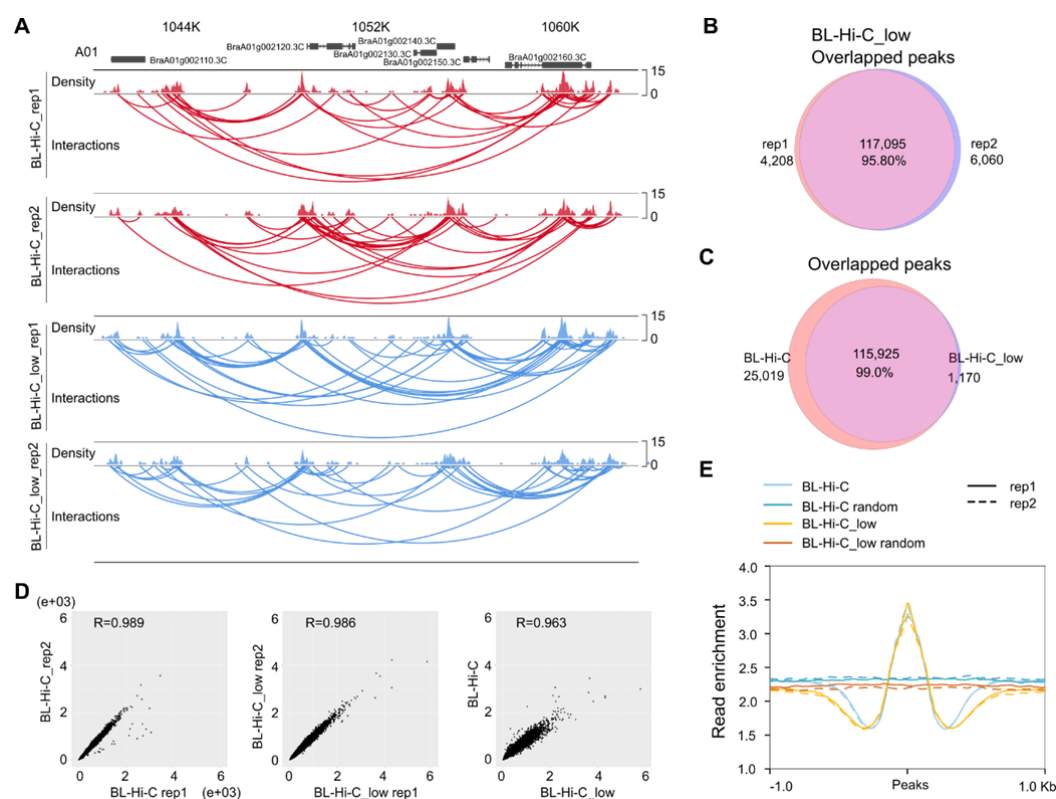 A
1044K 1052K 1060K
A01
BraA01g002110.3C
BraA01g002120.3C
BraA01g002140.3C
BraA01g002130.3C
BraA01g002150.3C
BraA01g002160.3C
BL-Hi-C_rep1
Density
15
0
Interactions
BL-Hi-C_rep2
Density
15
0
Interactions
BL-Hi-C_low_rep1
Density
15
0
Interactions
BL-Hi-C_low_rep2
Density
15
0
Interactions
B
BL-Hi-C_low
Overlapped peaks
rep1
4,208
117,095
95.80%
rep2
6,060
C
Overlapped peaks
BL-Hi-C
25,019
115,925
99.0%
BL-Hi-C_low
1,170
D
(e+03)
6
4
2
0
BL-Hi-C_rep2
R=0.989
0 2 4 6
BL-Hi-C rep1 (e+03)
6
4
2
0
BL-Hi-C_low rep2
R=0.986
0 2 4 6
BL-Hi-C_low rep1
6
4
2
0
BL-Hi-C
R=0.963
0 2 4 6
BL-Hi-C_low
E
BL-Hi-C
BL-Hi-C random
BL-Hi-C_low
BL-Hi-C_low random
rep1
rep2
Read enrichment
4.0
3.5
3.0
2.5
2.0
1.5
1.0
-1.0 Peaks 1.0 Kb